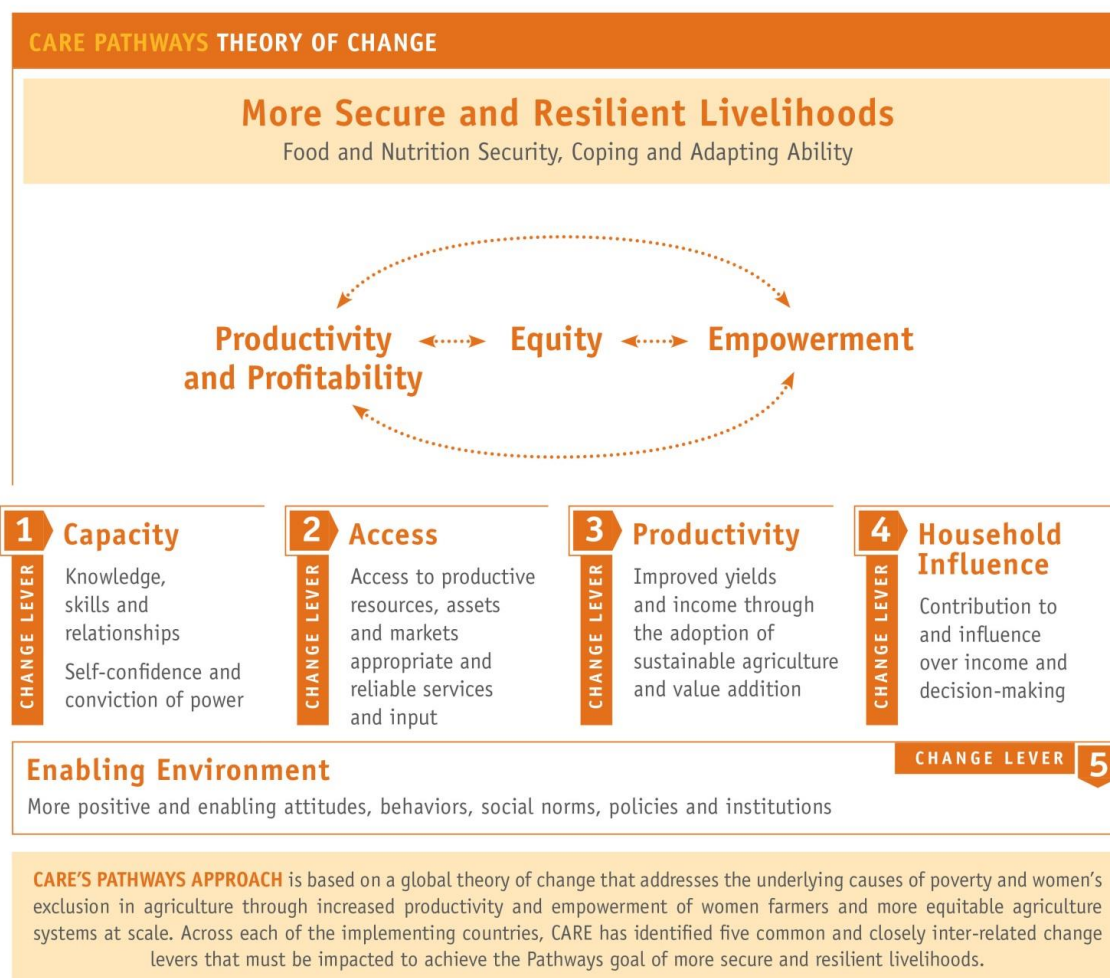 CARE PATHWAYS THEORY OF CHANGE
More Secure and Resilient Livelihoods
Food and Nutrition Security, Coping and Adapting Ability
Productivity
and Profitability
Equity
Empowerment
1
CHANGE LEVER
Capacity
Knowledge,
skills and
relationships
Self-confidence and
conviction of power
2
CHANGE LEVER
Access
Access to productive
resources, assets
and markets
appropriate and
reliable services
and input
3
CHANGE LEVER
Productivity
Improved yields
and income through
the adoption of
sustainable agriculture
and value addition
4
CHANGE LEVER
Household
Influence
Contribution to
and influence
over income and
decision-making
Enabling Environment
CHANGE LEVER 5
More positive and enabling attitudes, behaviors, social norms, policies and institutions
CARE'S PATHWAYS APPROACH is based on a global theory of change that addresses the underlying causes of poverty and women's
exclusion in agriculture through increased productivity and empowerment of women farmers and more equitable agriculture
systems at scale. Across each of the implementing countries, CARE has identified five common and closely inter-related change
levers that must be impacted to achieve the Pathways goal of more secure and resilient livelihoods.